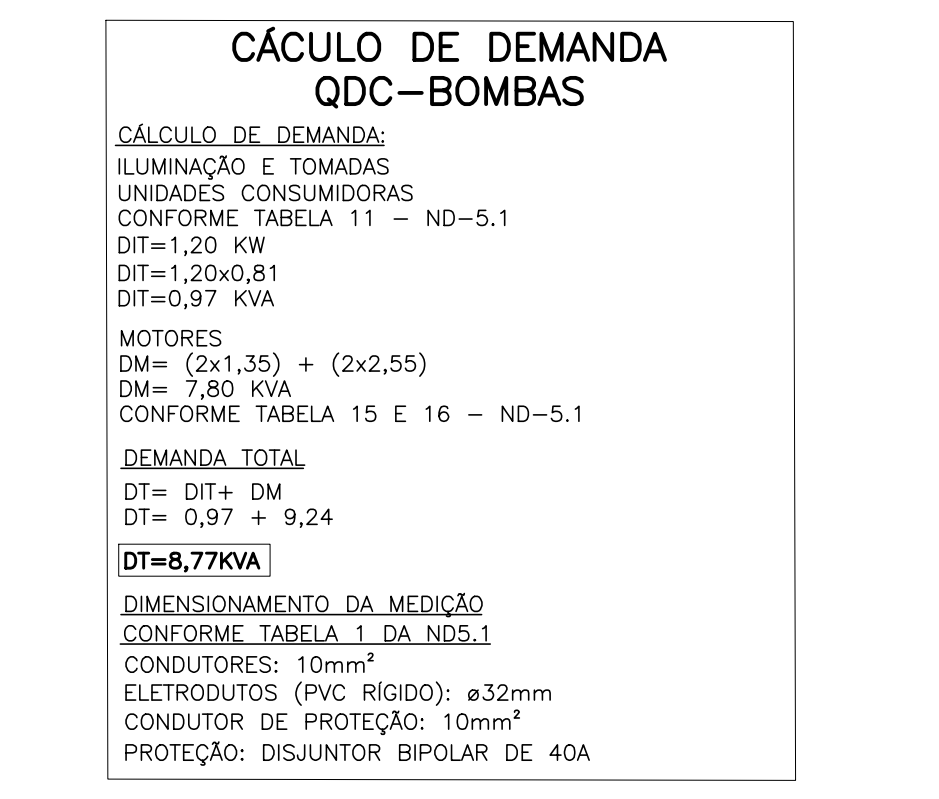 CÁCULO DE DEMANDA
QDC-BOMBAS
CÁLCULO DE DEMANDA:
ILUMINAÇÃO E TOMADAS
UNIDADES CONSUMIDORAS
CONFORME TABELA 11 - ND-5.1
DIT=1,20 KW
DIT=1,20x0,81
DIT=0,97 KVA
MOTORES
DM= (2x1,35) + (2x2,55)
DM= 7,80 KVA
CONFORME TABELA 15 E 16 - ND-5.1
DEMANDA TOTAL
DT= DIT+ DM
DT= 0,97 + 9,24
DT=8,77KVA
DIMENSIONAMENTO DA MEDIÇÃO
CONFORME TABELA 1 DA ND5.1
CONDUTORES: 10mm²
ELETRODUTOS (PVC RÍGIDO): ø32mm
CONDUTOR DE PROTEÇÃO: 10mm²
PROTEÇÃO: DISJUNTOR BIPOLAR DE 40A